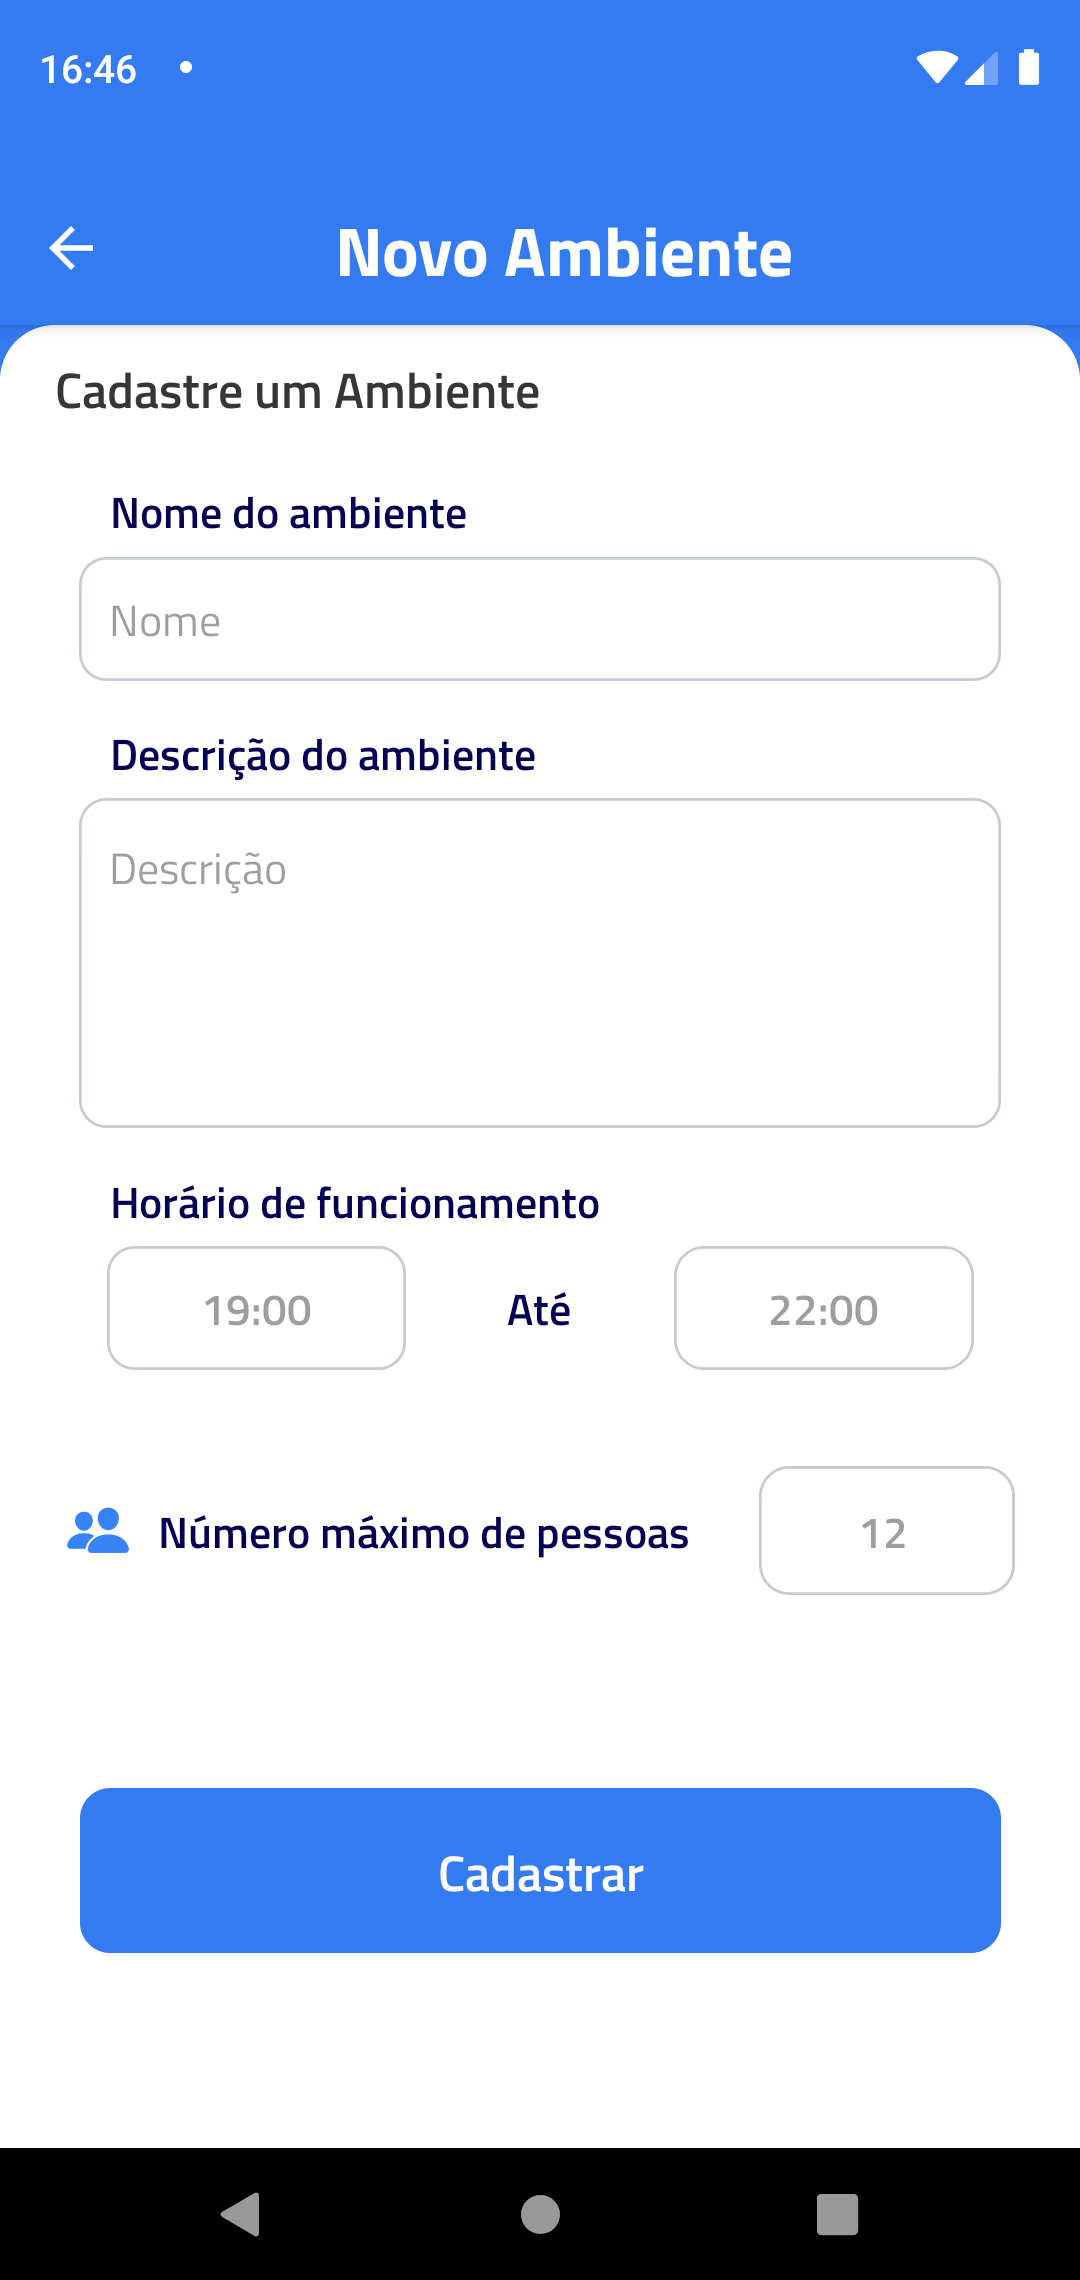 16:46
Novo Ambiente
Cadastre um Ambiente
Nome do ambiente
Nome
Descrição do ambiente
Descrição
Horário de funcionamento
19:00 Até 22:00
Número máximo de pessoas 12
Cadastrar